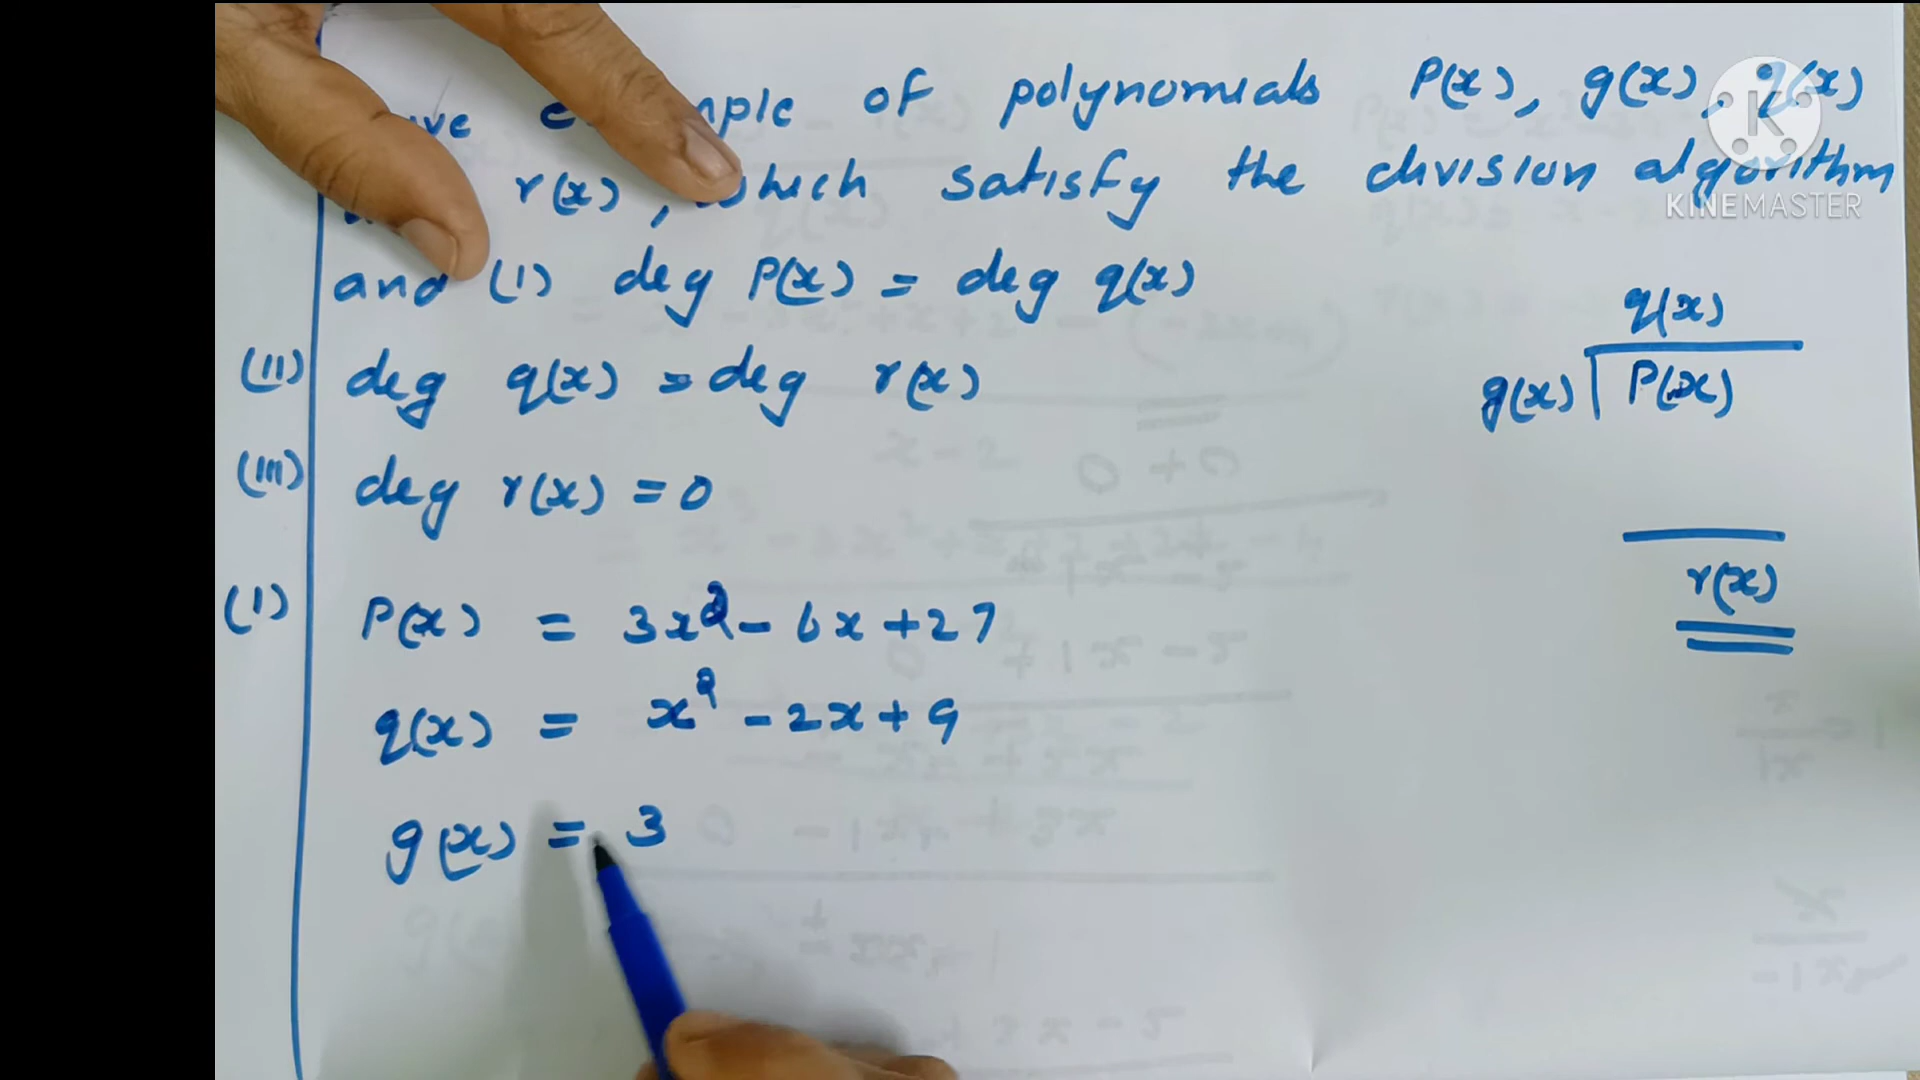 of polynomials P(x), g(x), q(x)
r(x), which satisfy the division algorithm
KINEMASTER
and (I) deg P(x) = deg q(x)
(II) deg q(x) = deg r(x)
(III) deg r(x) = 0
q(x)
g(x) P(x)
r(x)
(I) P(x) = 3x² - 6x + 27
q(x) = x² - 2x + 9
g(x) = 3